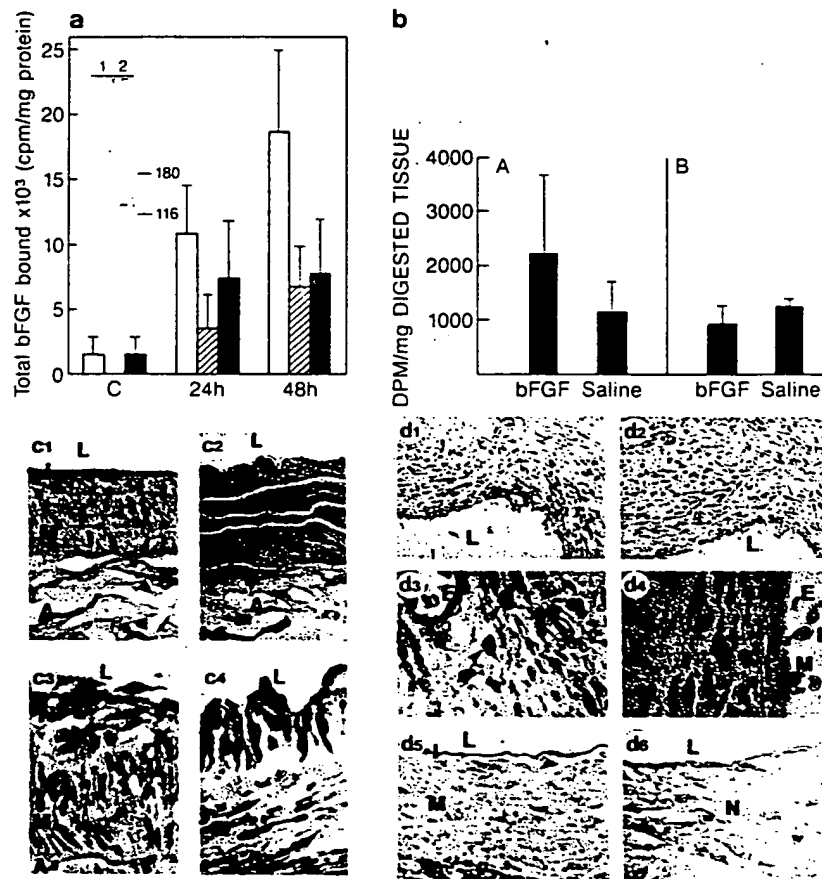 a
Total bFGF bound x10³ (cpm/mg protein)
25
20
15
10
5
0
1 2
180
116
C 24h 48h
b
DPM/mg DIGESTED TISSUE
4000
3000
2000
1000
A B
bFGF Saline bFGF Saline
c1 L
A
c2 L
A
c3 L
c4 L
d1
L
d2
L
d3 E
d4 E
M
d5 L
M
d6 L
N